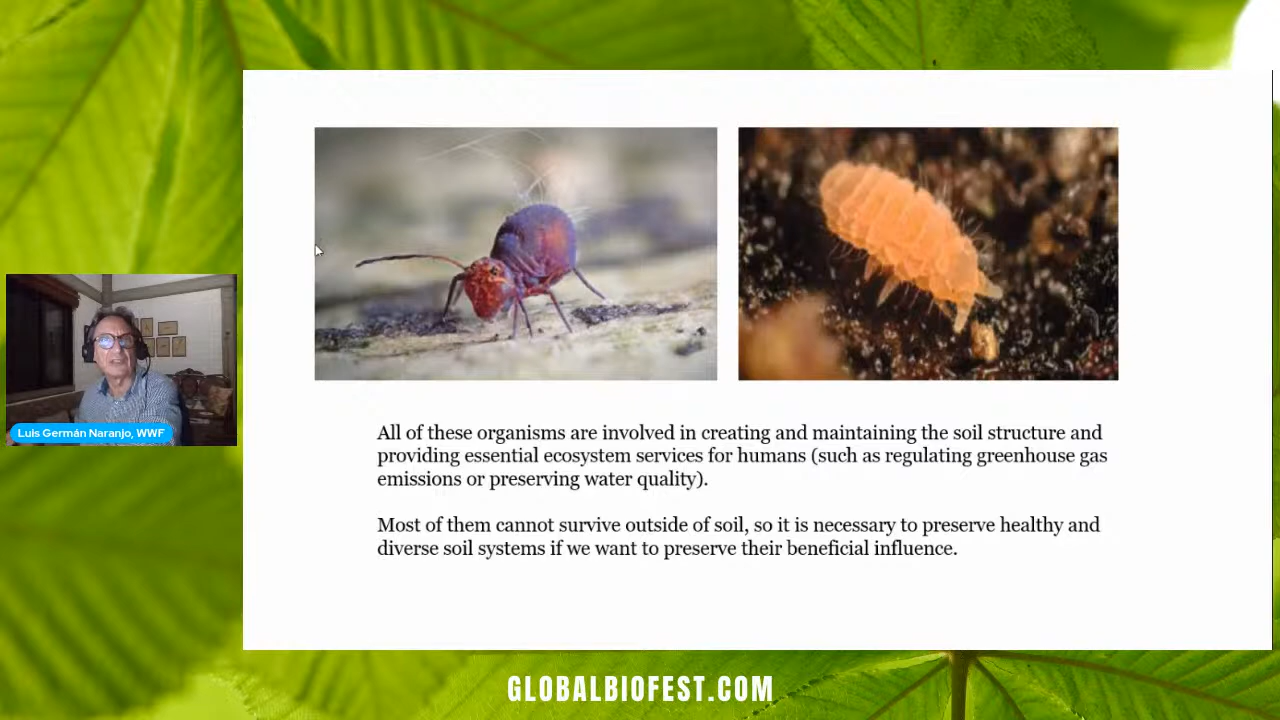 All of these organisms are involved in creating and maintaining the soil structure and
providing essential ecosystem services for humans (such as regulating greenhouse gas
emissions or preserving water quality).
Most of them cannot survive outside of soil, so it is necessary to preserve healthy and
diverse soil systems if we want to preserve their beneficial influence.
Luis Germán Naranjo, WWF
GLOBALBIOFEST.COM